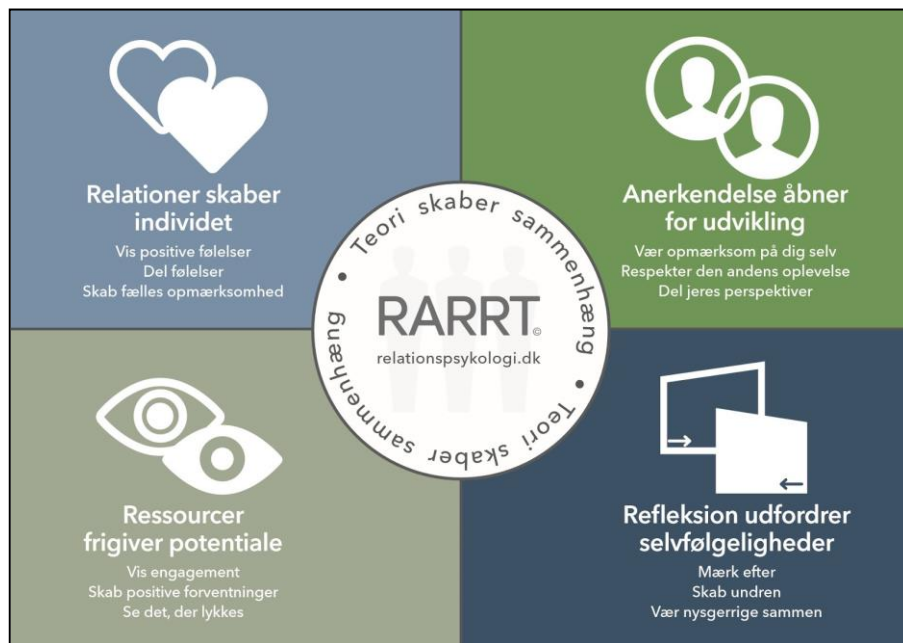 Relationer skaber
individet
Vis positive følelser
Del følelser
Skab fælles opmærksomhed
Anerkendelse åbner
for udvikling
Vær opmærksom på dig selv
Respekter den andens oplevelse
Del jeres perspektiver
Teori skaber sammenhæng • Teori skaber sammenhæng •
RARRT©
relationspsykologi.dk
Ressourcer
frigiver potentiale
Vis engagement
Skab positive forventninger
Se det, der lykkes
Refleksion udfordrer
selvfølgeligheder
Mærk efter
Skab undren
Vær nysgerrige sammen